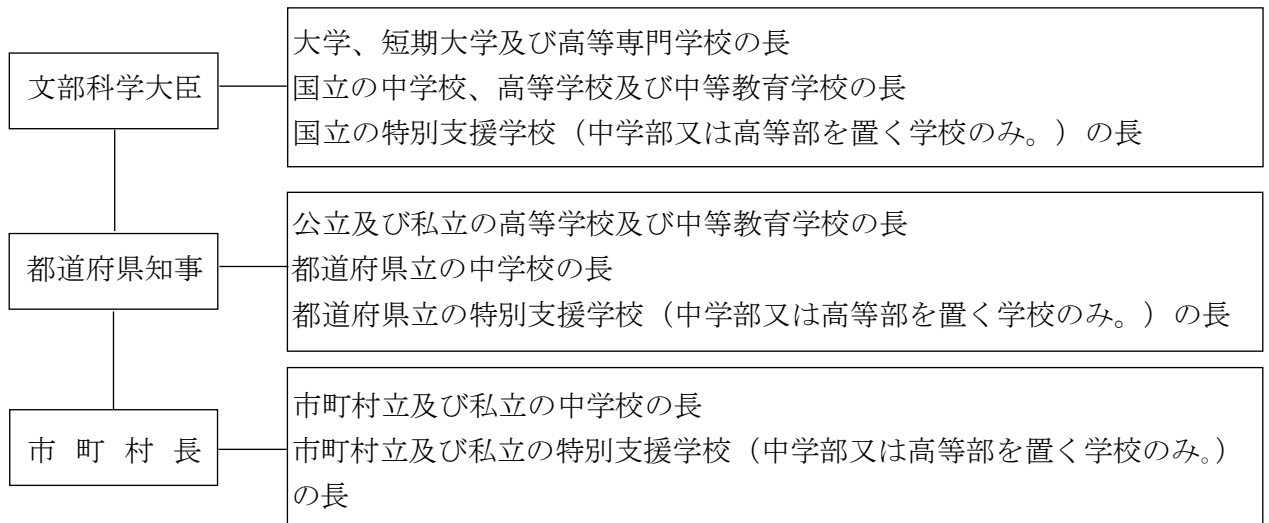 大学、短期大学及び高等専門学校の長
文部科学大臣
国立の中学校、高等学校及び中等教育学校の長
国立の特別支援学校（中学部又は高等部を置く学校のみ。）の長
公立及び私立の高等学校及び中等教育学校の長
都道府県知事
都道府県立の中学校の長
都道府県立の特別支援学校（中学部又は高等部を置く学校のみ。）の長
市町村立及び私立の中学校の長
市町村長
市町村立及び私立の特別支援学校（中学部又は高等部を置く学校のみ。）
の長